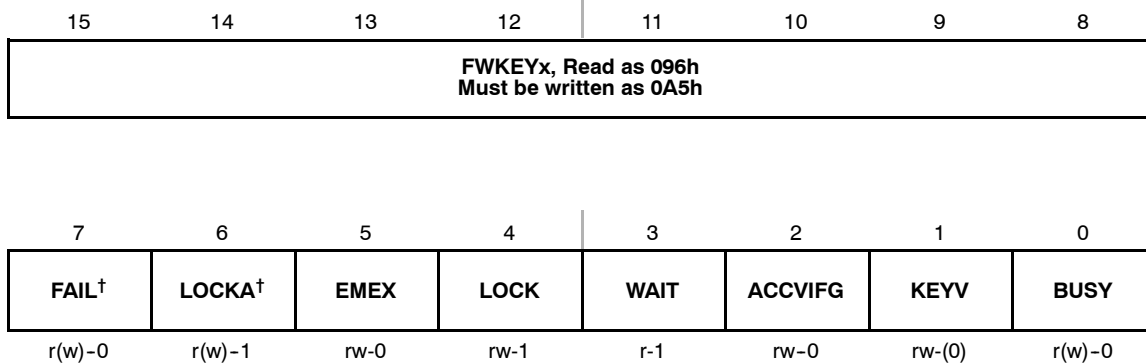 15 14 13 12 11 10 9 8
FWKEYx, Read as 096h
Must be written as 0A5h
7 6 5 4 3 2 1 0
FAIL† LOCKA† EMEX LOCK WAIT ACCVIFG KEYV BUSY
r(w)-0 r(w)-1 rw-0 rw-1 r-1 rw-0 rw-(0) r(w)-0